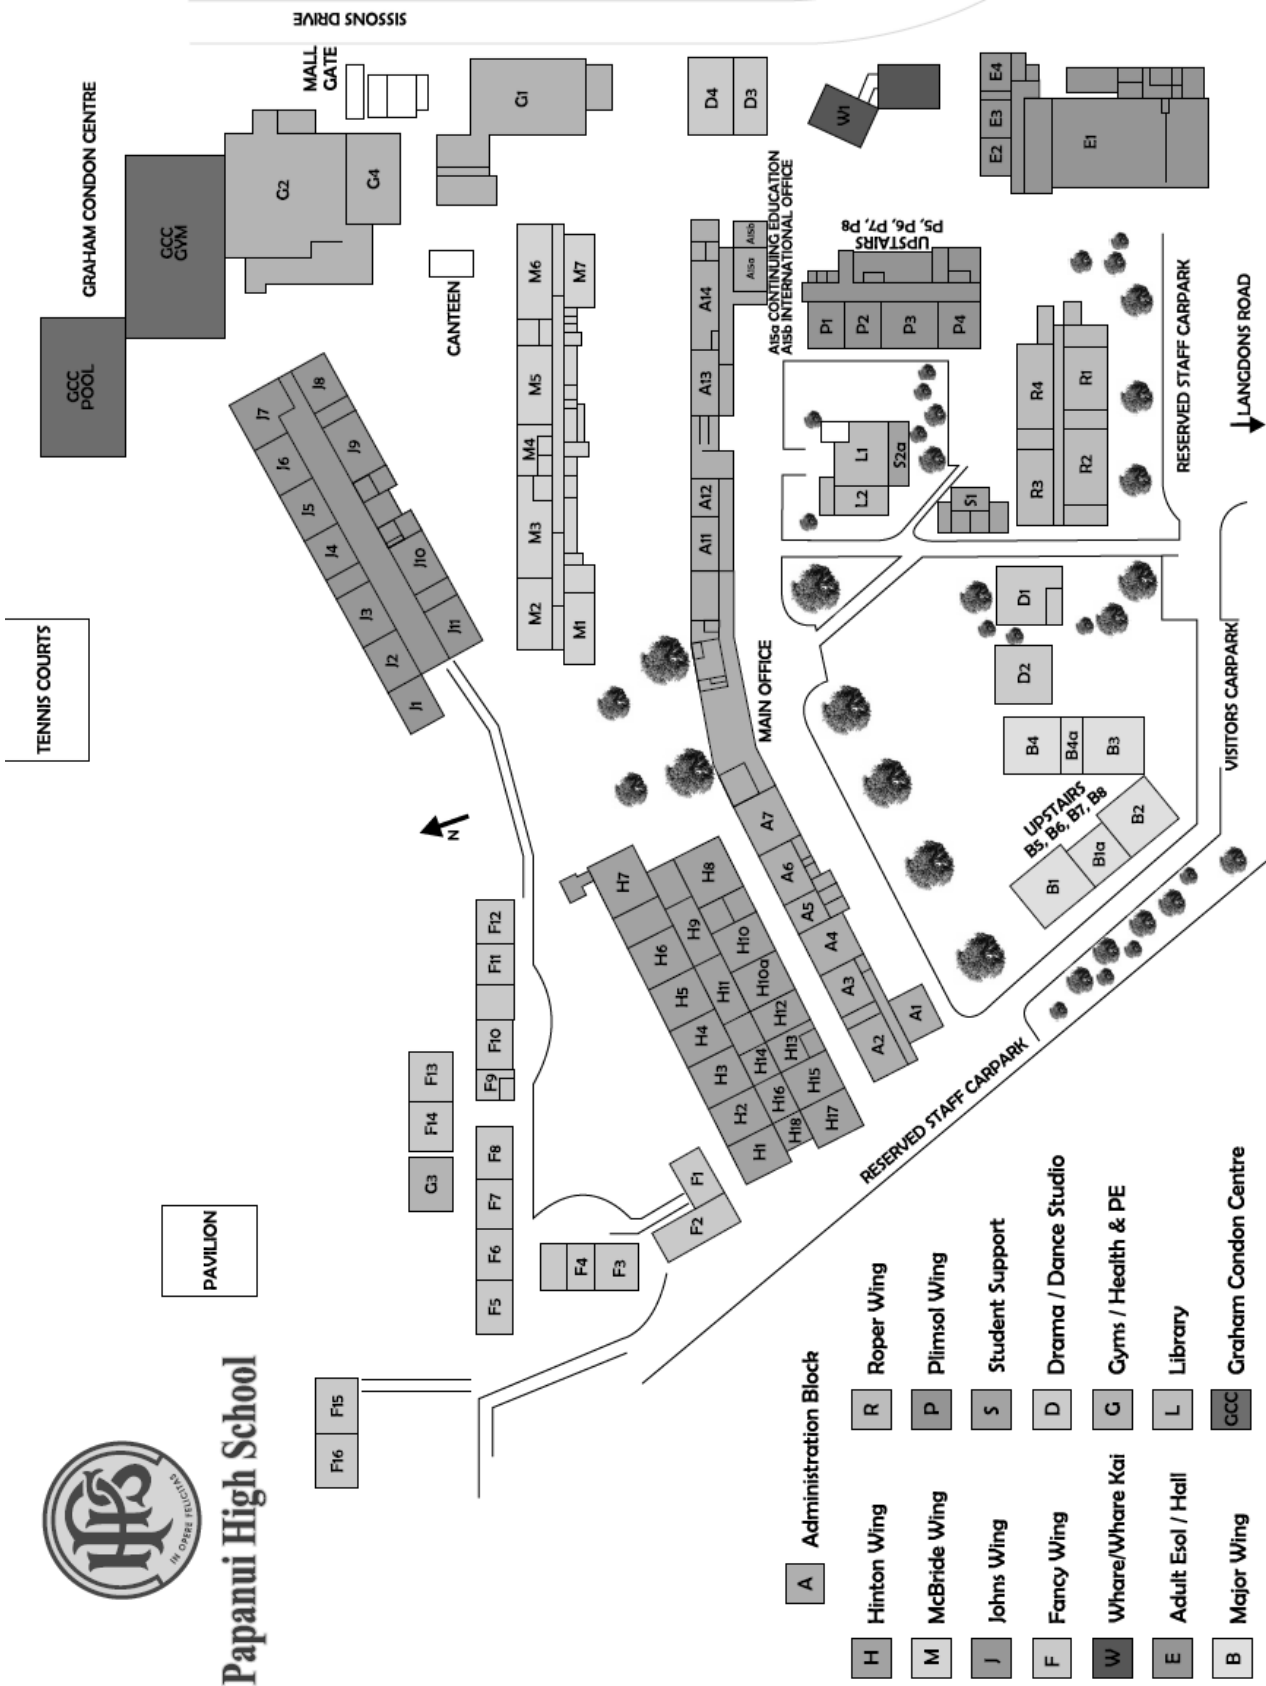 IN OPERE FELICITAS
Papanui High School
PAVILION
TENNIS COURTS
GRAHAM CONDON CENTRE
GCC
POOL
GCC
GYM
MALL
GATE
SISSONS DRIVE
G2
G4
G1
CANTEEN
J1
J2
J3
J4
J5
J6
J7
J8
J9
J10
J11
M1
M2
M3
M4
M5
M6
M7
D4
D3
W1
E4
E3
E2
E1
A15a CONTINUING EDUCATION
A15b INTERNATIONAL OFFICE
A15a
A15b
A14
A13
A12
A11
MAIN OFFICE
A7
A6
A5
A4
A3
A2
A1
UPSTAIRS
P5, P6, P7, P8
P1
P2
P3
P4
L1
L2
S2a
S1
R4
R3
R1
R2
RESERVED STAFF CARPARK
LANGDONS ROAD
VISITORS CARPARK
D1
D2
B4
B4a
B3
UPSTAIRS
B5, B6, B7, B8
B1
B1a
B2
N
H1
H2
H3
H4
H5
H6
H7
H8
H9
H10
H10a
H11
H12
H13
H14
H15
H16
H17
H18
F1
F2
F3
F4
F5
F6
F7
F8
F9
F10
F11
F12
F13
F14
G3
F15
F16
RESERVED STAFF CARPARK
A Administration Block
H Hinton Wing
R Roper Wing
M McBride Wing
P Plimsol Wing
J Johns Wing
S Student Support
F Fancy Wing
D Drama / Dance Studio
W Whare/Whare Kai
G Gyms / Health & PE
E Adult Esol / Hall
L Library
B Major Wing
GCC Graham Condon Centre